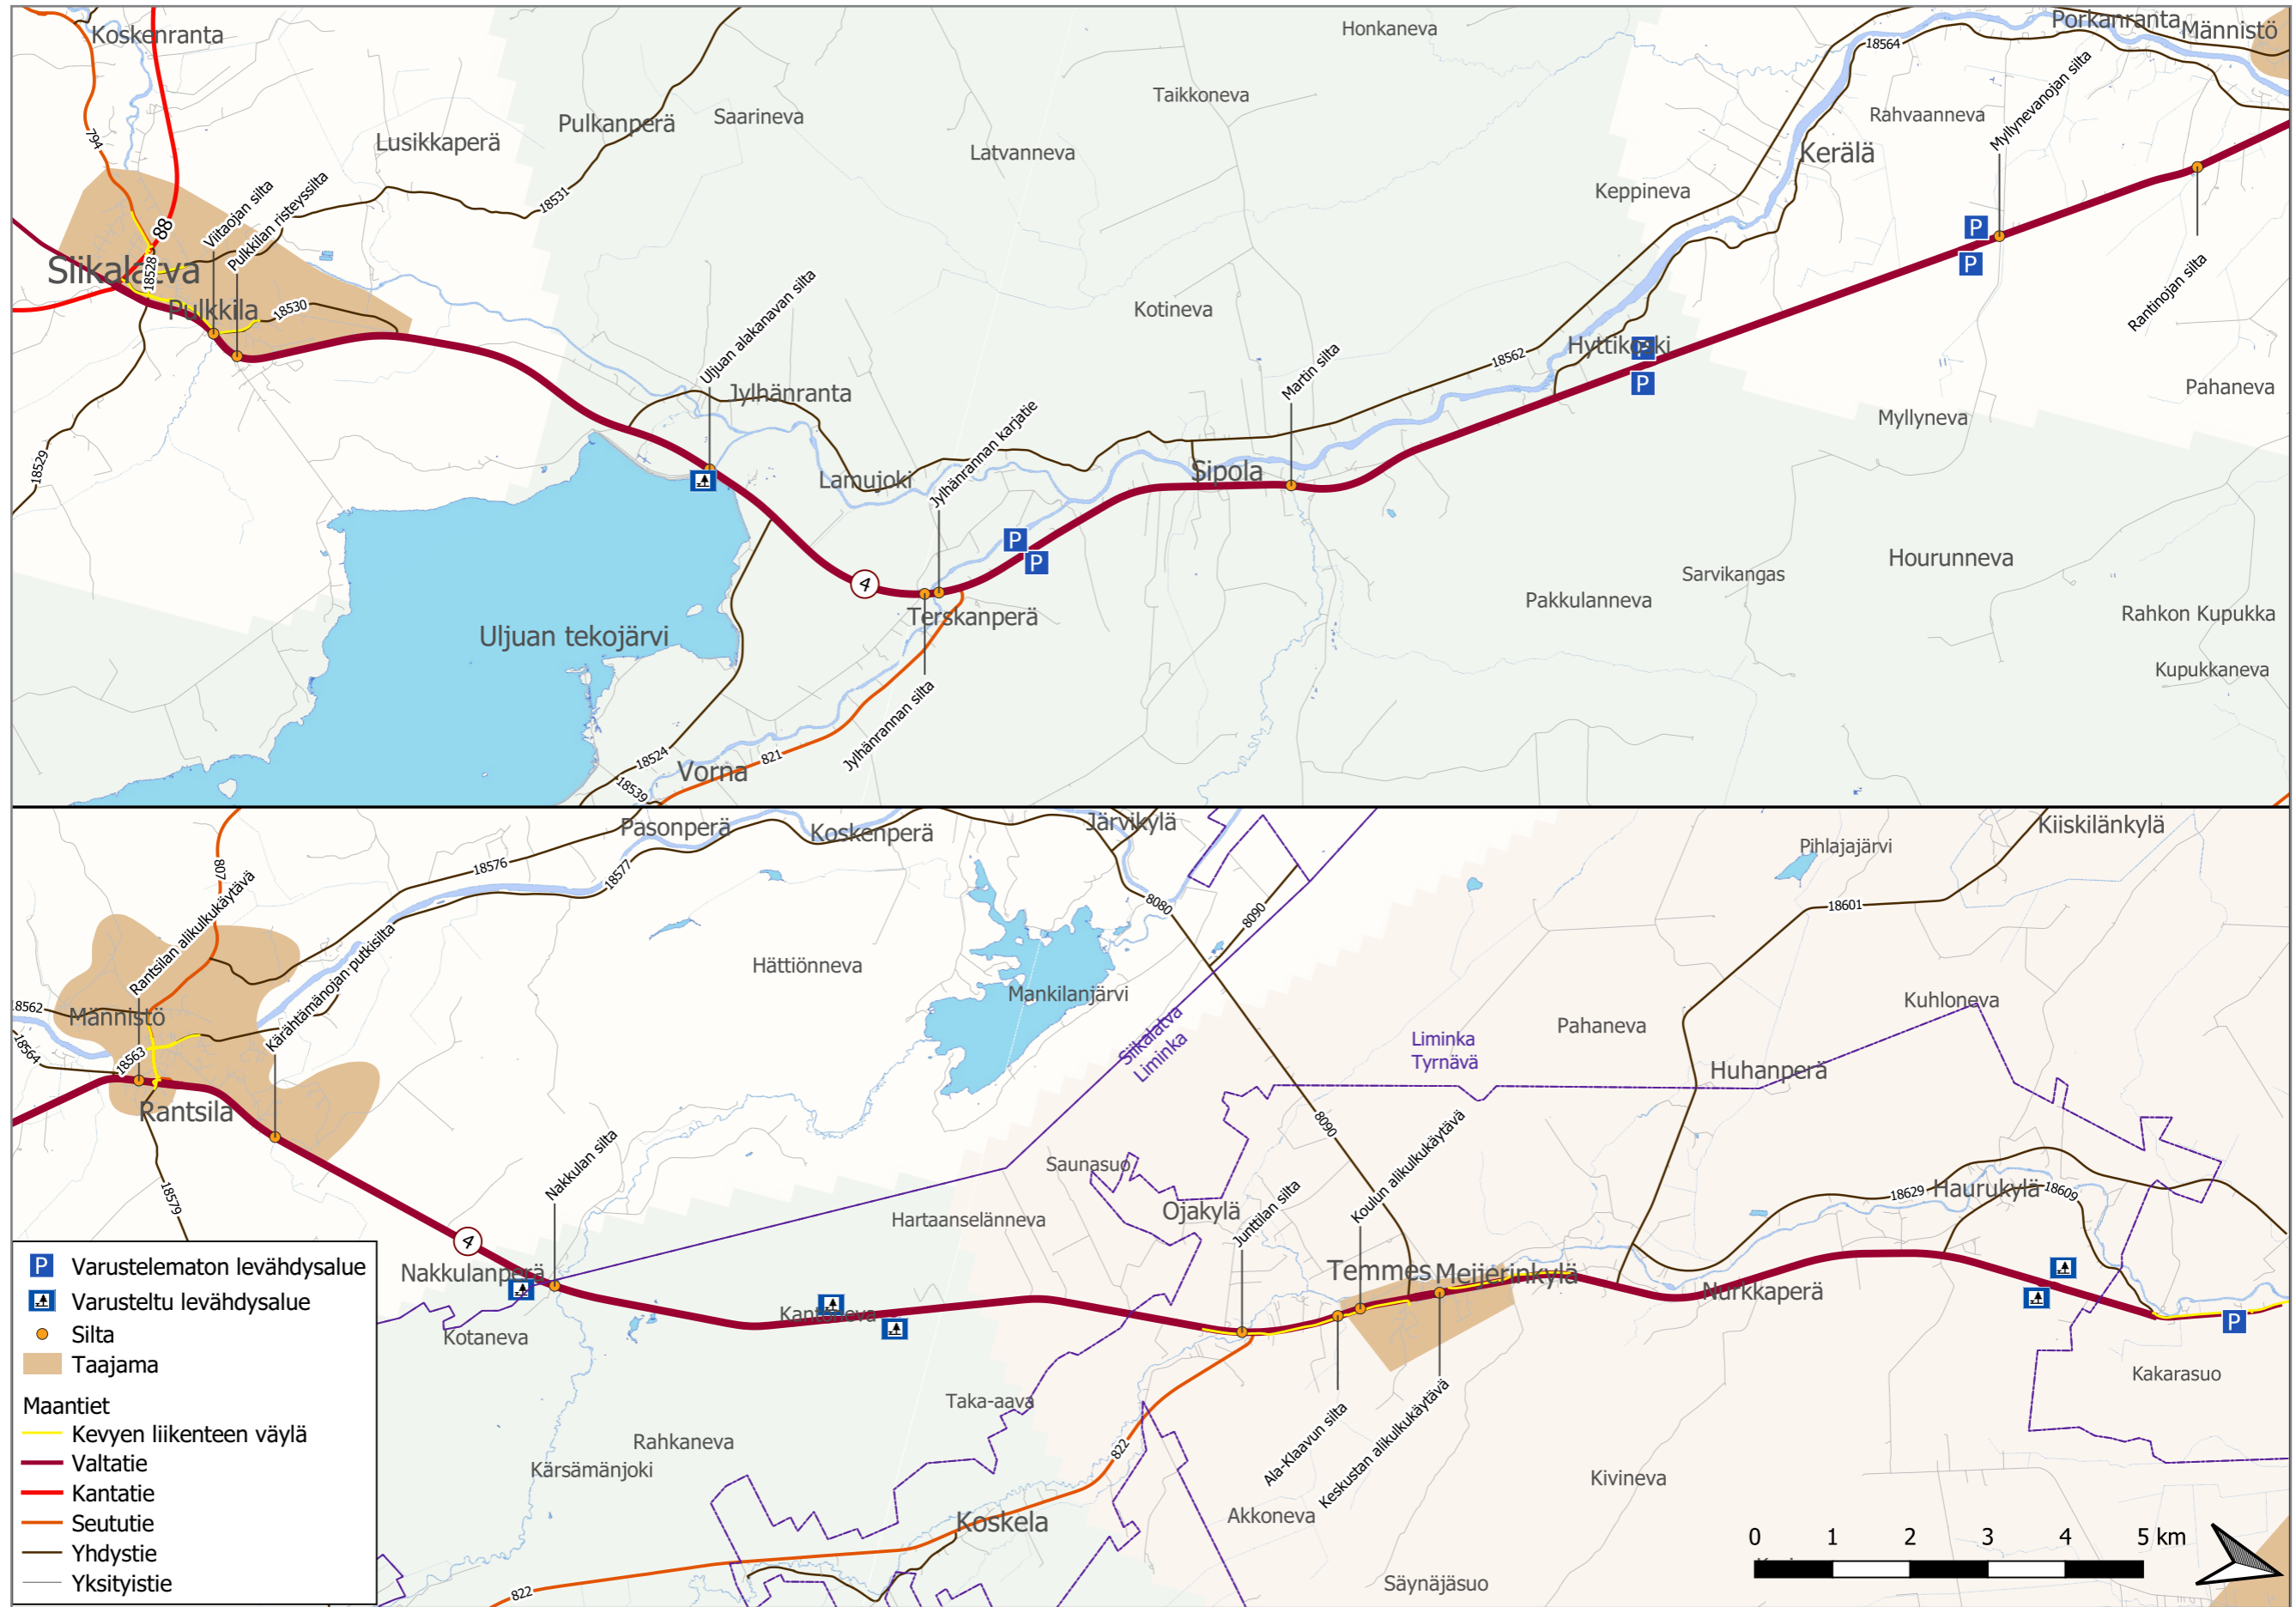 Koskenranta
Honkaneva
Porkanranta
Männistö
18564
794
Lusikkaperä
Pulkanperä
Saarineva
Taikkoneva
Latvanneva
Rahvaanneva
Myllynevanojan silta
Kerälä
Keppineva
18531
88
Viitaojan silta
Pulkkilan risteyssilta
Siikalatva
18528
Pulkkila
18530
Uljuan alakanavan silta
Kotineva
Rantinojan silta
P
P
Hyttikoski
P
P
18562
Martin silta
Jylhänranta
Pahaneva
Myllyneva
18529
Lamujoki
Jylhänrannan karjatie
Sipola
P
P
4
Terskanperä
Hourunneva
Sarvikangas
Pakkulanneva
Rahkon Kupukka
Kupukkaneva
Uljuan tekojärvi
Jylhänrannan silta
18524
821
Vorna
18539
Pasonperä
Koskenperä
Järvikylä
Kiiskilänkylä
Pihlajajärvi
807
18576
18577
8080
8090
18601
Rantsilan alikulkukäytävä
Kärähtämänojan putkisilta
Hättiönneva
Mankilanjärvi
Siikalatva
Liminka
Kuhloneva
Pahaneva
18562
Männistö
18564
18563
Liminka
Tyrnävä
Huhanperä
Rantsila
8090
Koulun alikulkukäytävä
Nakkulan silta
Saunasuo
18579
Ojakylä
Junttilan silta
18629
Haurukylä
18609
Hartaanselänneva
4
Nakkulanperä
Temmes
Meijerinkylä
Nurkkaperä
Kantoneva
Kotaneva
P
Kakarasuo
Taka-aava
Rahkaneva
Kärsämänjoki
822
Ala-Klaavun silta
Keskustan alikulkukäytävä
Kivineva
Akkoneva
Koskela
822
Säynäjäsuo
P Varustelematon levähdysalue
Varusteltu levähdysalue
Silta
Taajama
Maantiet
Kevyen liikenteen väylä
Valtatie
Kantatie
Seututie
Yhdystie
Yksityistie
0 1 2 3 4 5 km